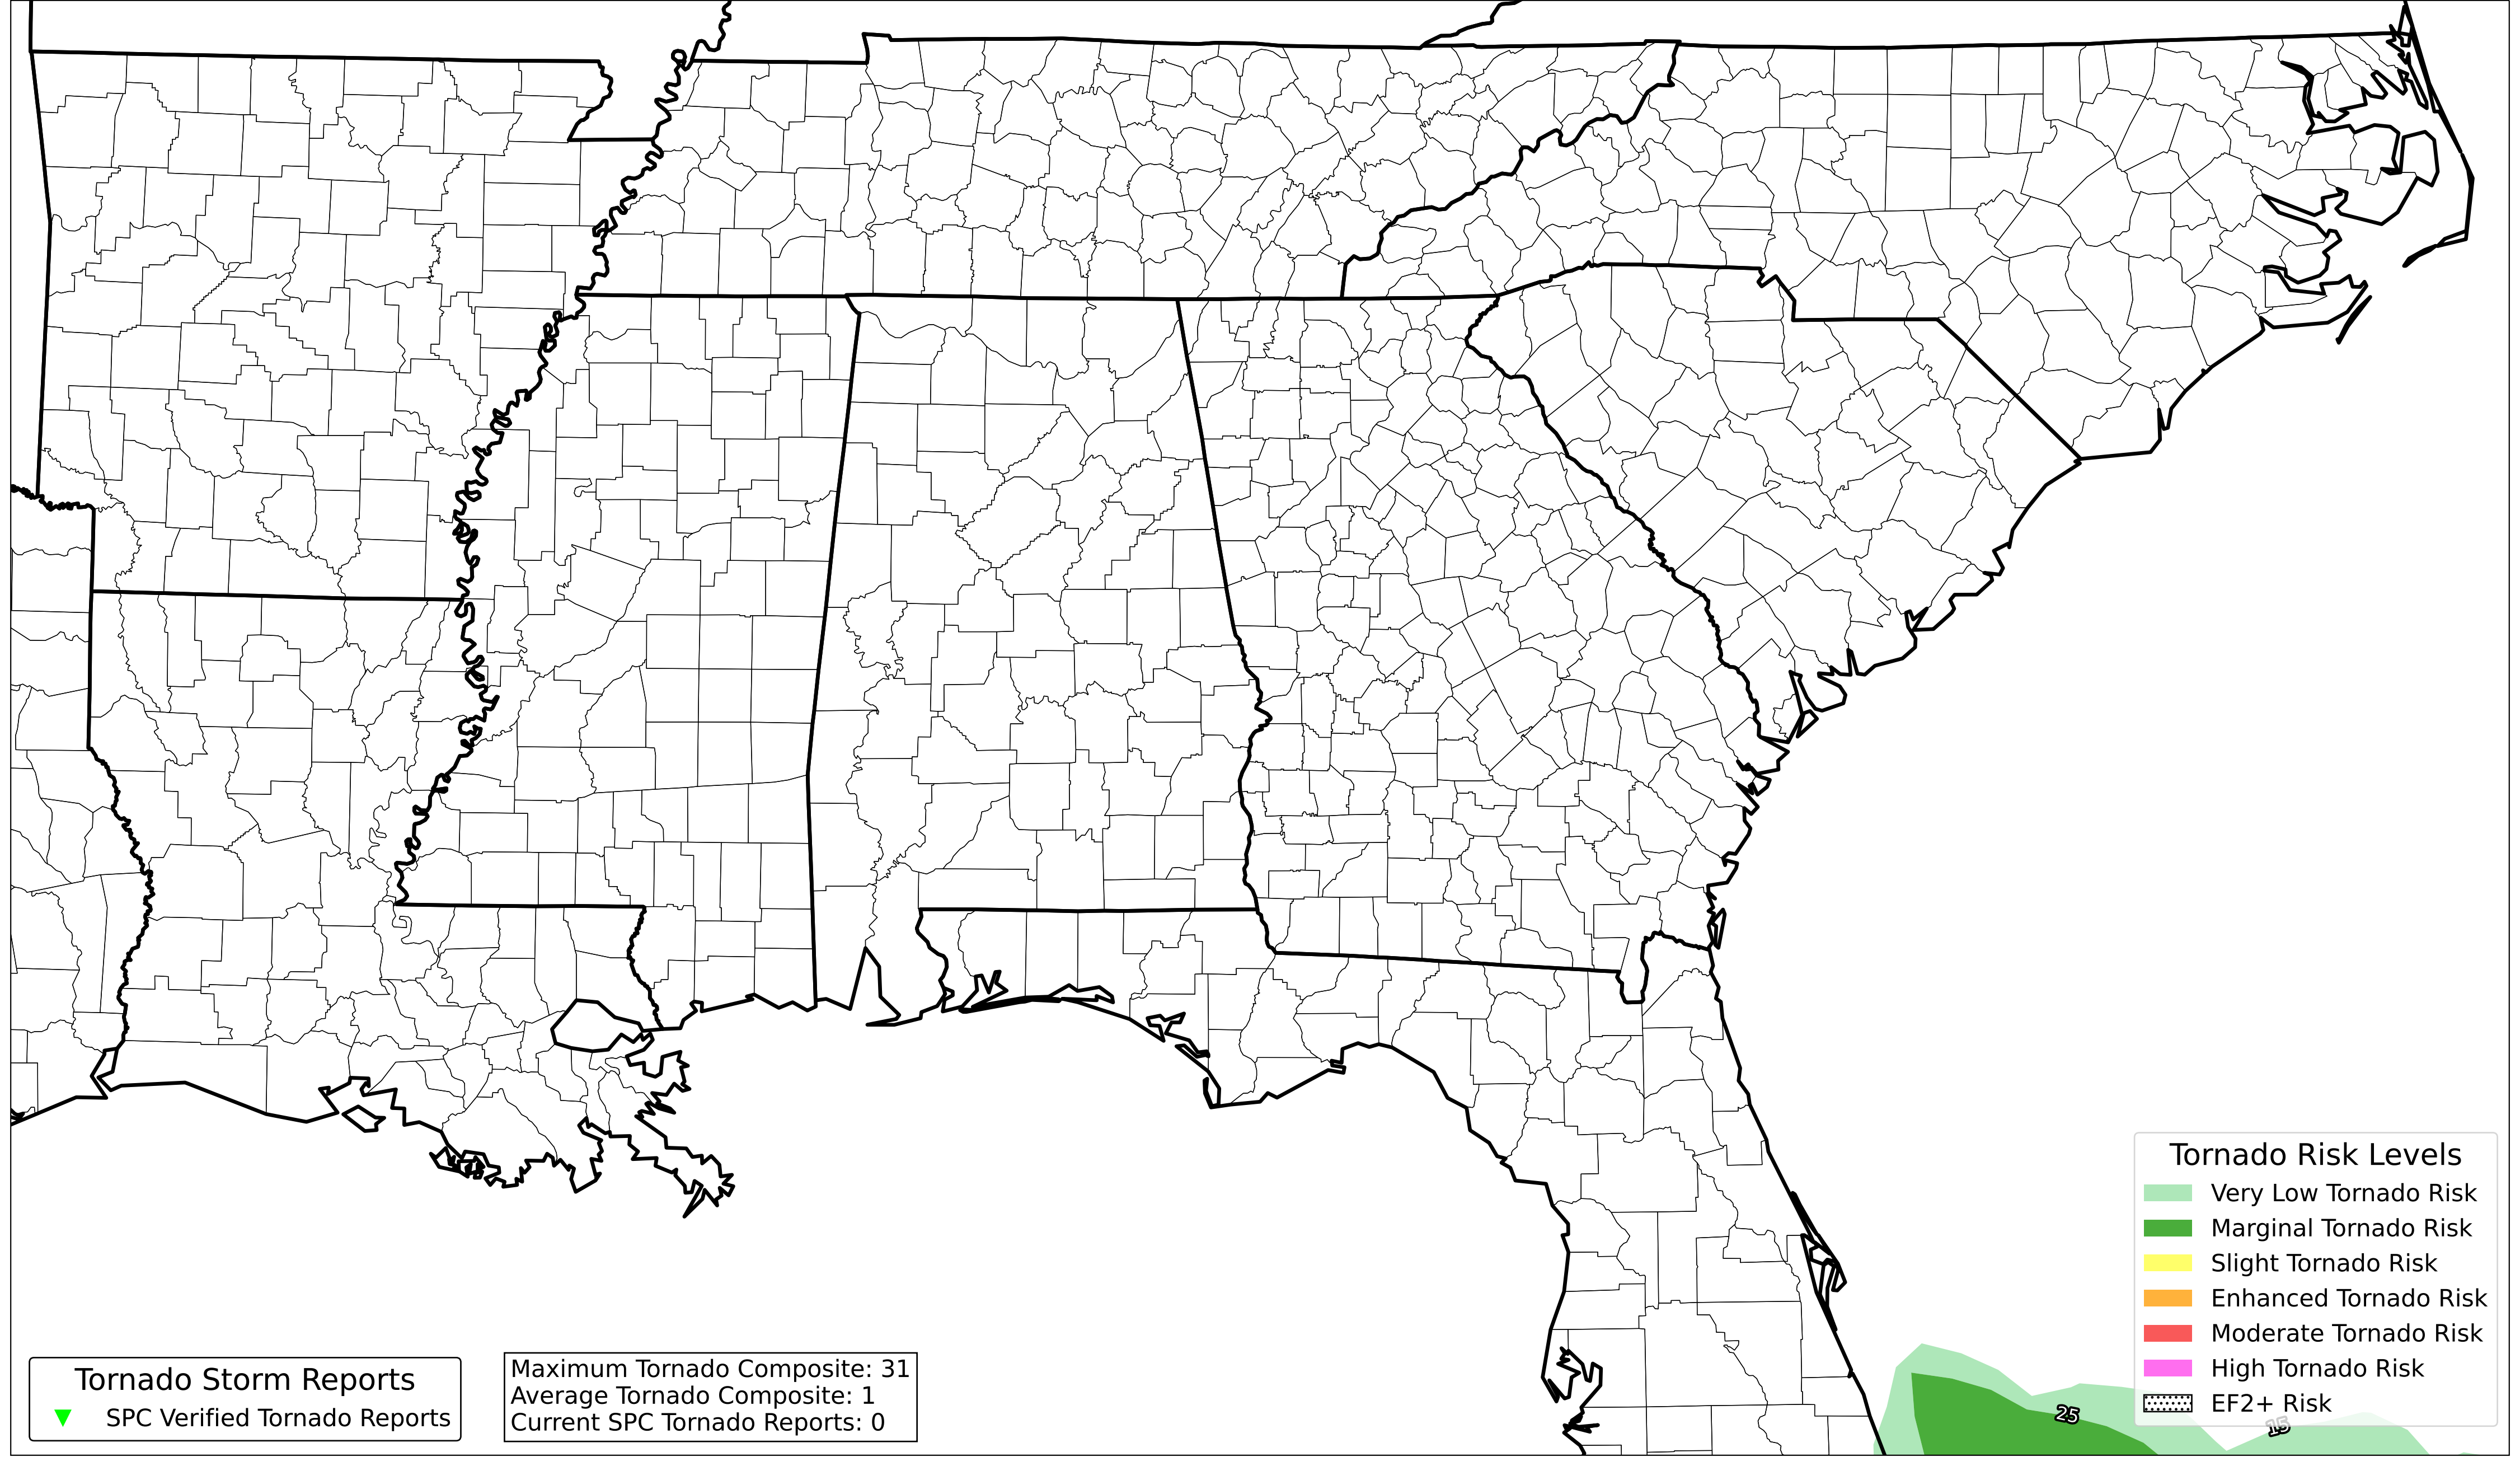 Tornado Risk Levels
Very Low Tornado Risk
Marginal Tornado Risk
Slight Tornado Risk
Enhanced Tornado Risk
Moderate Tornado Risk
High Tornado Risk
EF2+ Risk
Tornado Storm Reports
SPC Verified Tornado Reports
Maximum Tornado Composite: 31
Average Tornado Composite: 1
Current SPC Tornado Reports: 0
25
15